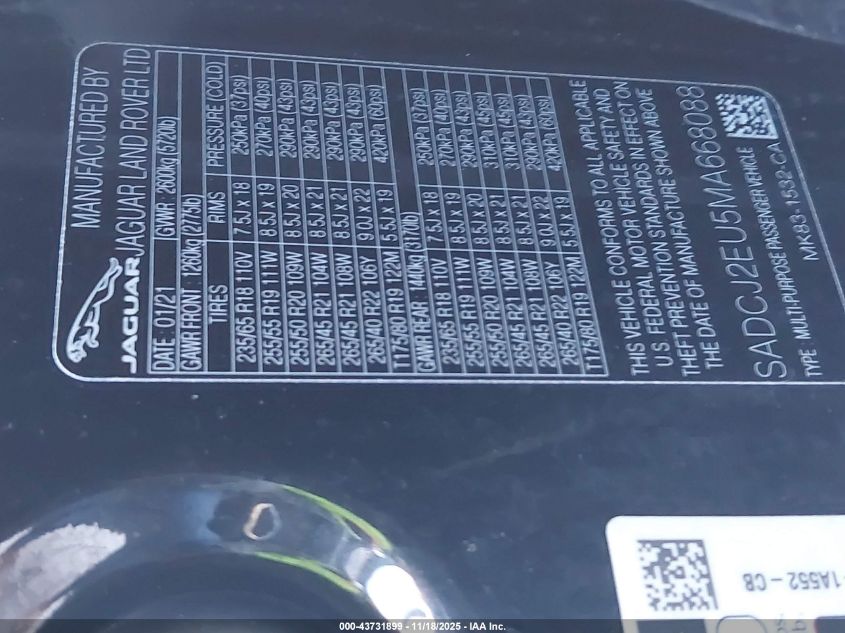 JAGUAR
MANUFACTURED BY
JAGUAR LAND ROVER LTD
DATE : 01/21 GVWR 2600kg (5720lb)
GAWR FRONT : 1260kg (2775lb)
TIRES RIMS PRESSURE (COLD)
235/65 R18 110V 7.5J x 18 250kPa (37psi)
255/55 R19 111W 8.5J x 19 270kPa (40psi)
255/50 R20 109W 8.5J x 20 290kPa (43psi)
265/45 R21 104W 8.5J x 21 290kPa (43psi)
265/45 R21 108W 8.5J x 21 290kPa (43psi)
265/40 R22 106Y 9.0J x 22 290kPa (43psi)
T175/80 R19 122M 5.5J x 19 420kPa (60psi)
GAWR REAR : 1440kg (3170lb)
235/65 R18 110V 7.5J x 18 250kPa (37psi)
255/55 R19 111W 8.5J x 19 270kPa (40psi)
255/50 R20 109W 8.5J x 20 290kPa (43psi)
265/45 R21 104W 8.5J x 21 310kPa (45psi)
265/45 R21 108W 8.5J x 21 310kPa (45psi)
265/40 R22 106Y 9.0J x 22 290kPa (43psi)
T175/80 R19 122M 5.5J x 19 420kPa (60psi)
THIS VEHICLE CONFORMS TO ALL APPLICABLE
U.S. FEDERAL MOTOR VEHICLE SAFETY AND
THEFT PREVENTION STANDARDS IN EFFECT ON
THE DATE OF MANUFACTURE SHOWN ABOVE
SADCJ2EU5MA668088
TYPE : MULTI-PURPOSE PASSENGER VEHICLE
MK83-1532-CA
1A552-CB
000-43731899 | 11/18/2025 - IAA Inc.